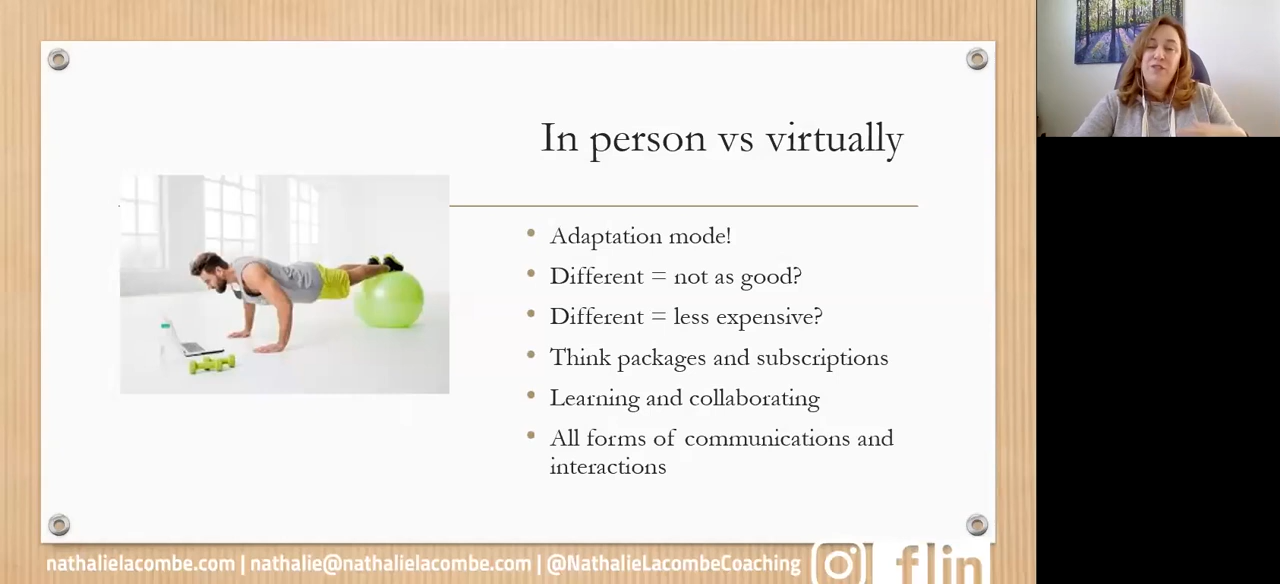 In person vs virtually
Adaptation mode!
Different = not as good?
Different = less expensive?
Think packages and subscriptions
Learning and collaborating
All forms of communications and
interactions
nathalielacombe.com | nathalie@nathalielacombe.com | @NathalieLacombeCoaching
f in